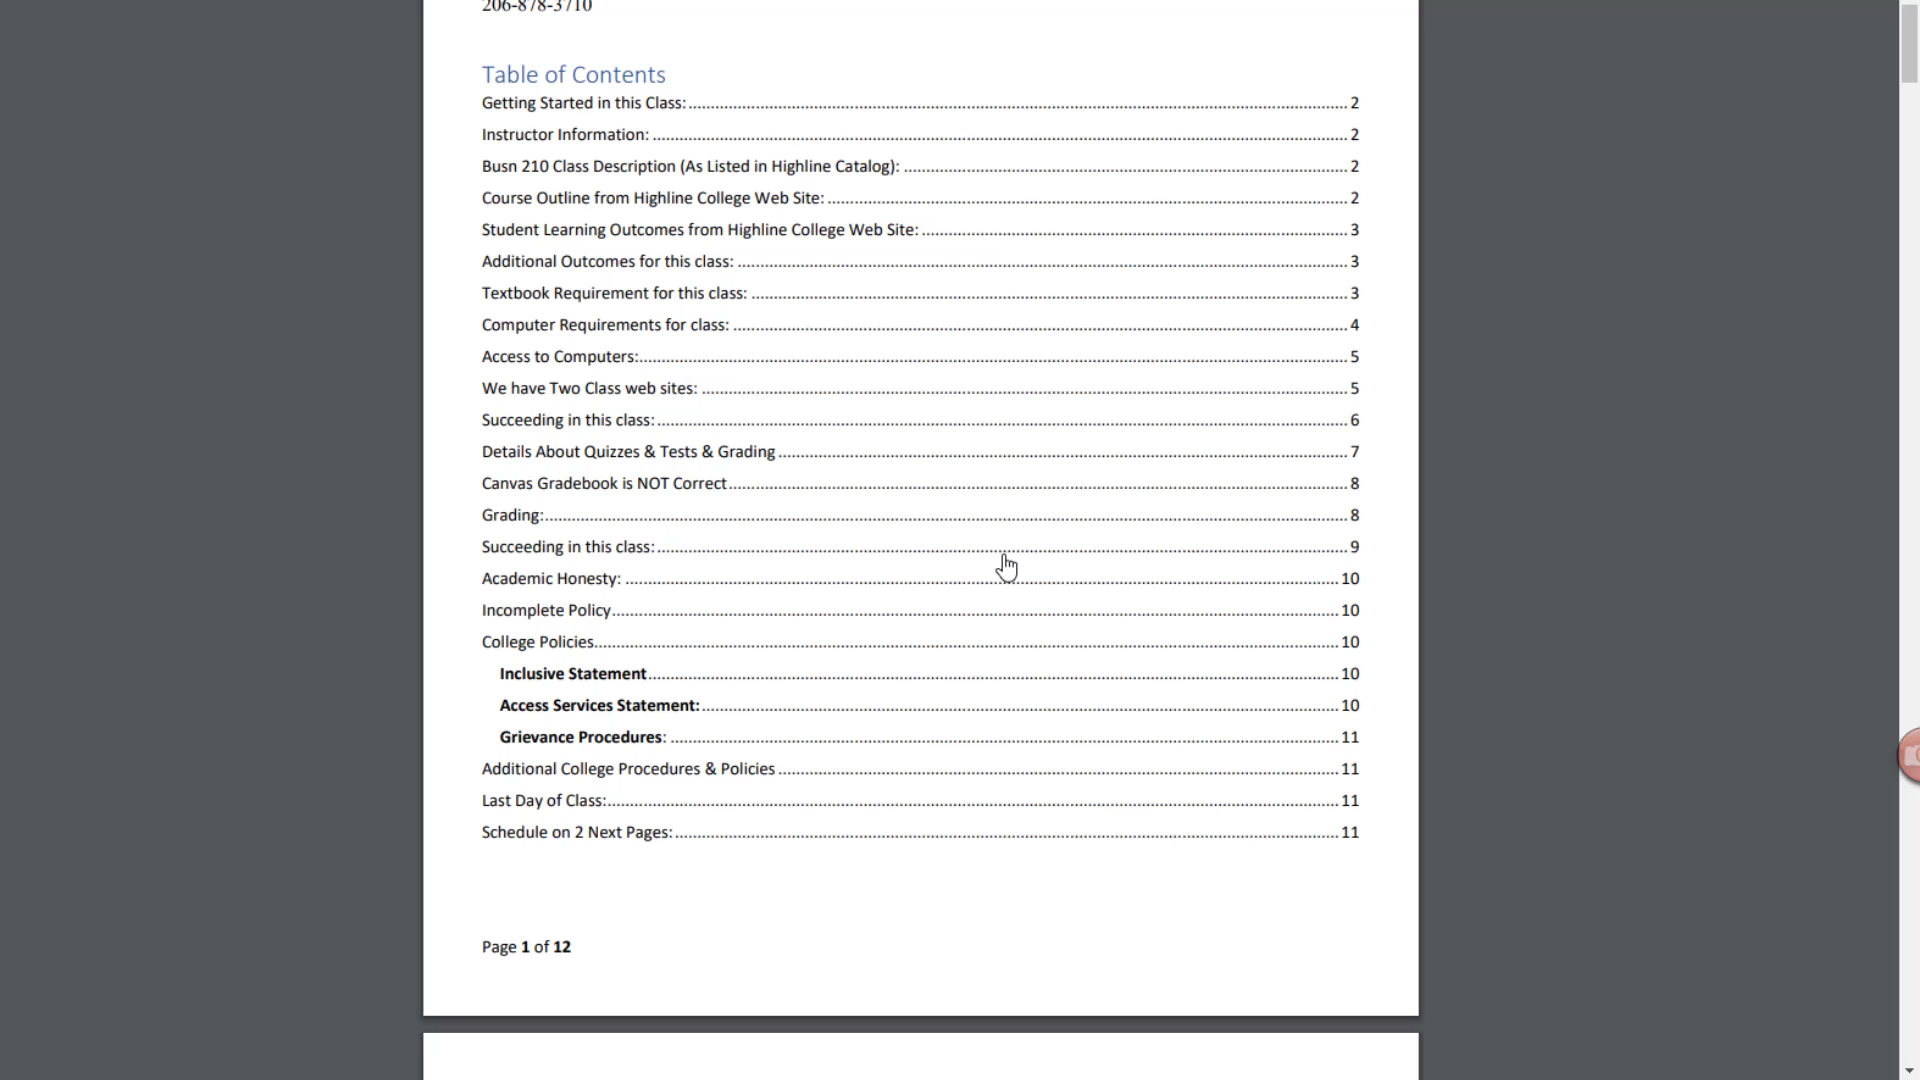 206-878-3710
Table of Contents
Getting Started in this Class: 2
Instructor Information: 2
Busn 210 Class Description (As Listed in Highline Catalog): 2
Course Outline from Highline College Web Site: 2
Student Learning Outcomes from Highline College Web Site: 3
Additional Outcomes for this class: 3
Textbook Requirement for this class: 3
Computer Requirements for class: 4
Access to Computers: 5
We have Two Class web sites: 5
Succeeding in this class: 6
Details About Quizzes & Tests & Grading 7
Canvas Gradebook is NOT Correct 8
Grading: 8
Succeeding in this class: 9
Academic Honesty: 10
Incomplete Policy 10
College Policies 10
Inclusive Statement 10
Access Services Statement: 10
Grievance Procedures: 11
Additional College Procedures & Policies 11
Last Day of Class: 11
Schedule on 2 Next Pages: 11
Page 1 of 12